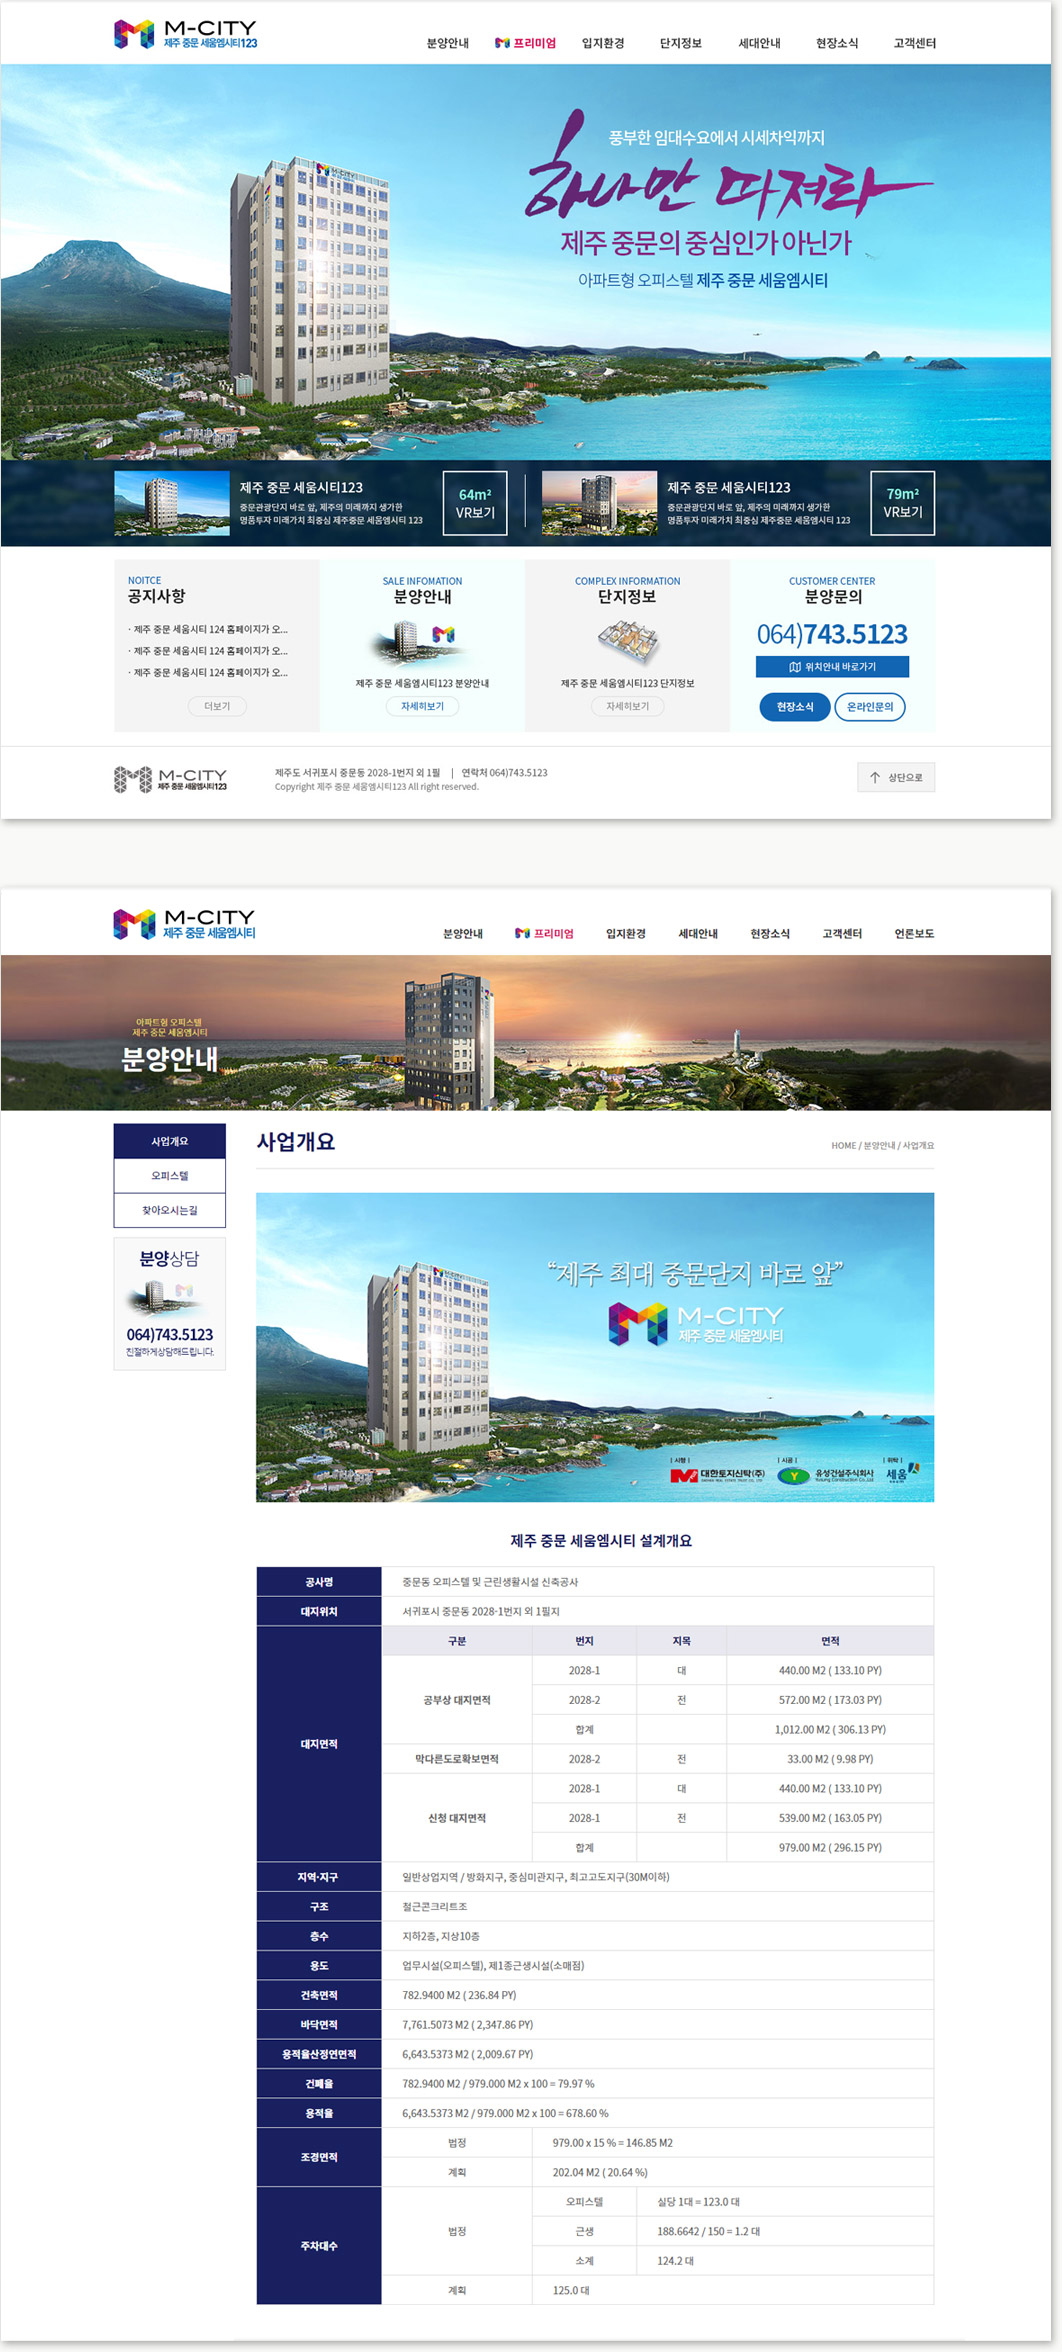 M-CITY
제주 중문 세움엠시티123
분양안내 프리미엄 입지환경 단지정보 세대안내 현장소식 고객센터
M-CITY
풍부한 임대수요에서 시세차익까지
하나만 따져라
제주 중문의 중심인가 아닌가
아파트형 오피스텔 제주 중문 세움엠시티
제주 중문 세움시티123
중문관광단지 바로 앞, 제주의 미래까지 생가한
명품투자 미래가치 최중심 제주중문 세움엠시티 123
64m²
VR보기
제주 중문 세움시티123
중문관광단지 바로 앞, 제주의 미래까지 생가한
명품투자 미래가치 최중심 제주중문 세움엠시티 123
79m²
VR보기
NOITCE
공지사항
· 제주 중문 세움시티 124 홈페이지가 오...
· 제주 중문 세움시티 124 홈페이지가 오...
· 제주 중문 세움시티 124 홈페이지가 오...
더보기
SALE INFOMATION
분양안내
제주 중문 세움엠시티123 분양안내
자세히보기
COMPLEX INFORMATION
단지정보
제주 중문 세움엠시티123 단지정보
자세히보기
CUSTOMER CENTER
분양문의
064)743.5123
위치안내 바로가기
현장소식 온라인문의
M-CITY
제주 중문 세움엠시티123
제주도 서귀포시 중문동 2028-1번지 외 1필 | 연락처 064)743.5123
Copyright 제주 중문 세움엠시티123 All right reserved.
상단으로
M-CITY
제주 중문 세움엠시티
분양안내 프리미엄 입지환경 세대안내 현장소식 고객센터 언론보도
아파트형 오피스텔
제주 중문 세움엠시티
분양안내
사업개요
오피스텔
찾아오시는길
분양상담
064)743.5123
친절하게상담해드립니다.
사업개요
HOME / 분양안내 / 사업개요
“제주 최대 중문단지 바로 앞”
M-CITY
제주 중문 세움엠시티
| 시행 | | 시공 | | 위탁 |
대한토지신탁(주) 유성건설주식회사 세움
제주 중문 세움엠시티 설계개요
공사명 중문동 오피스텔 및 근린생활시설 신축공사
대지위치 서귀포시 중문동 2028-1번지 외 1필지
대지면적
구분 번지 지목 면적
공부상 대지면적
2028-1 대 440.00 M2 ( 133.10 PY)
2028-2 전 572.00 M2 ( 173.03 PY)
합계 1,012.00 M2 ( 306.13 PY)
막다른도로확보면적 2028-2 전 33.00 M2 ( 9.98 PY)
신청 대지면적
2028-1 대 440.00 M2 ( 133.10 PY)
2028-1 전 539.00 M2 ( 163.05 PY)
합계 979.00 M2 ( 296.15 PY)
지역·지구 일반상업지역 / 방화지구, 중심미관지구, 최고고도지구(30M이하)
구조 철근콘크리트조
층수 지하2층, 지상10층
용도 업무시설(오피스텔), 제1종근생시설(소매점)
건축면적 782.9400 M2 ( 236.84 PY)
바닥면적 7,761.5073 M2 ( 2,347.86 PY)
용적율산정연면적 6,643.5373 M2 ( 2,009.67 PY)
건폐율 782.9400 M2 / 979.000 M2 x 100 = 79.97 %
용적율 6,643.5373 M2 / 979.000 M2 x 100 = 678.60 %
조경면적
법정 979.00 x 15 % = 146.85 M2
계획 202.04 M2 ( 20.64 %)
주차대수
법정
오피스텔 실당 1대 = 123.0 대
근생 188.6642 / 150 = 1.2 대
소계 124.2 대
계획 125.0 대